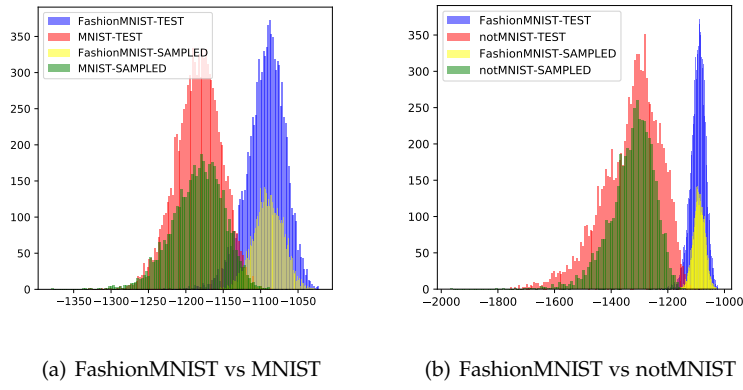 FashionMNIST-TEST
MNIST-TEST
FashionMNIST-SAMPLED
MNIST-SAMPLED
350
300
250
200
150
100
50
0
−1350 −1300 −1250 −1200 −1150 −1100 −1050
(a) FashionMNIST vs MNIST
FashionMNIST-TEST
notMNIST-TEST
FashionMNIST-SAMPLED
notMNIST-SAMPLED
350
300
250
200
150
100
50
0
−2000 −1800 −1600 −1400 −1200 −1000
(b) FashionMNIST vs notMNIST